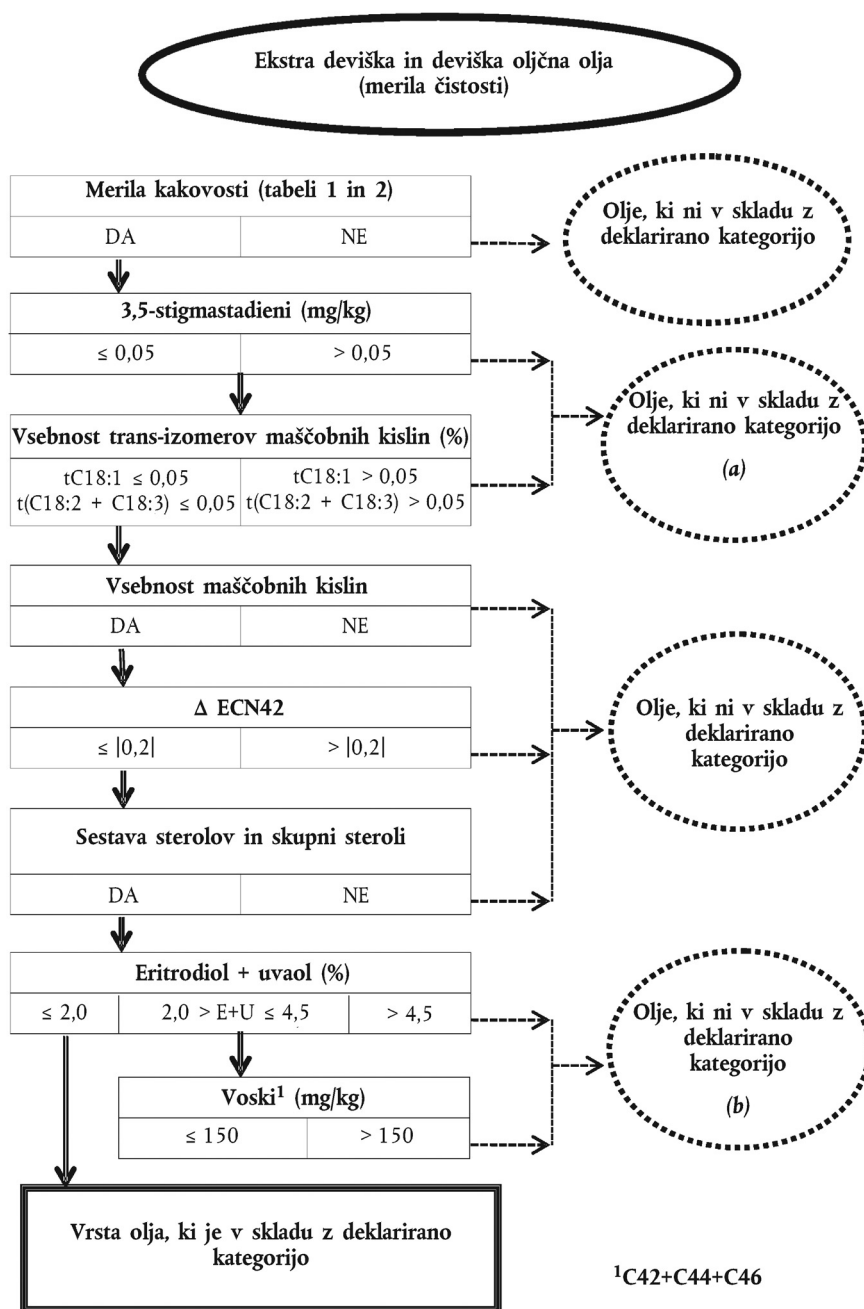 Ekstra deviška in deviška oljčna olja
(merila čistosti)
Merila kakovosti (tabeli 1 in 2)
DA NE
Olje, ki ni v skladu z
deklarirano kategorijo
3,5-stigmastadieni (mg/kg)
≤ 0,05 > 0,05
Olje, ki ni v skladu z
deklarirano kategorijo
(a)
Vsebnost trans-izomerov maščobnih kislin (%)
tC18:1 ≤ 0,05 tC18:1 > 0,05
t(C18:2 + C18:3) ≤ 0,05 t(C18:2 + C18:3) > 0,05
Vsebnost maščobnih kislin
DA NE
Δ ECN42
≤ |0,2| > |0,2|
Olje, ki ni v skladu z
deklarirano
kategorijo
Sestava sterolov in skupni steroli
DA NE
Eritrodiol + uvaol (%)
≤ 2,0 2,0 > E+U ≤ 4,5 > 4,5
Olje, ki ni v skladu z
deklarirano
kategorijo
(b)
Voski¹ (mg/kg)
≤ 150 > 150
Vrsta olja, ki je v skladu z deklarirano
kategorijo
¹C42+C44+C46